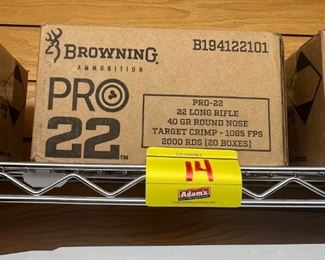 BROWNING
AMMUNITION
B194122101
PRO
22™
PRO-22
22 LONG RIFLE
40 GR ROUND NOSE
TARGET CRIMP - 1085 FPS
2000 RDS (20 BOXES)
14
Adam's